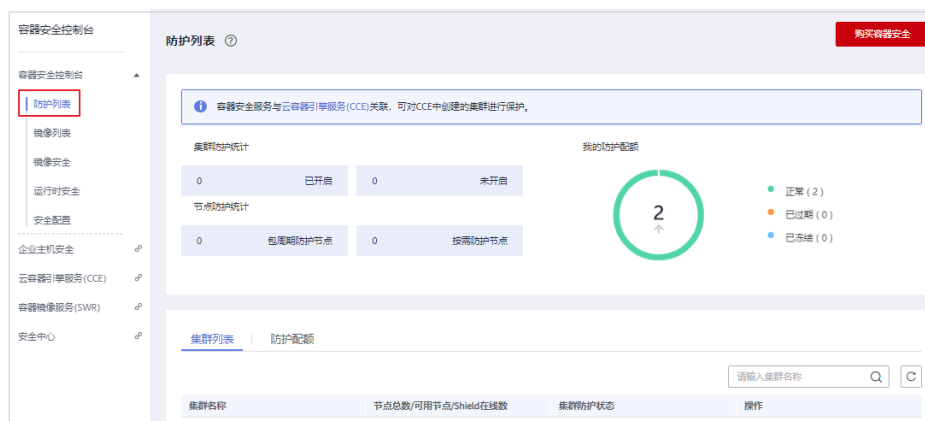 容器安全控制台
容器安全控制台
防护列表
镜像列表
镜像安全
运行时安全
安全配置
企业主机安全
云容器引擎服务(CCE)
容器镜像服务(SWR)
安全中心
防护列表 ?
购买容器安全
容器安全服务与云容器引擎服务(CCE)关联，可对CCE中创建的集群进行保护。
集群防护统计
0 已开启 0 未开启
节点防护统计
0 包周期防护节点 0 按需防护节点
我的防护配额
2
正常 ( 2 )
已过期 ( 0 )
已冻结 ( 0 )
集群列表 防护配额
请输入集群名称
集群名称 节点总数/可用节点/Shield在线数 集群防护状态 操作